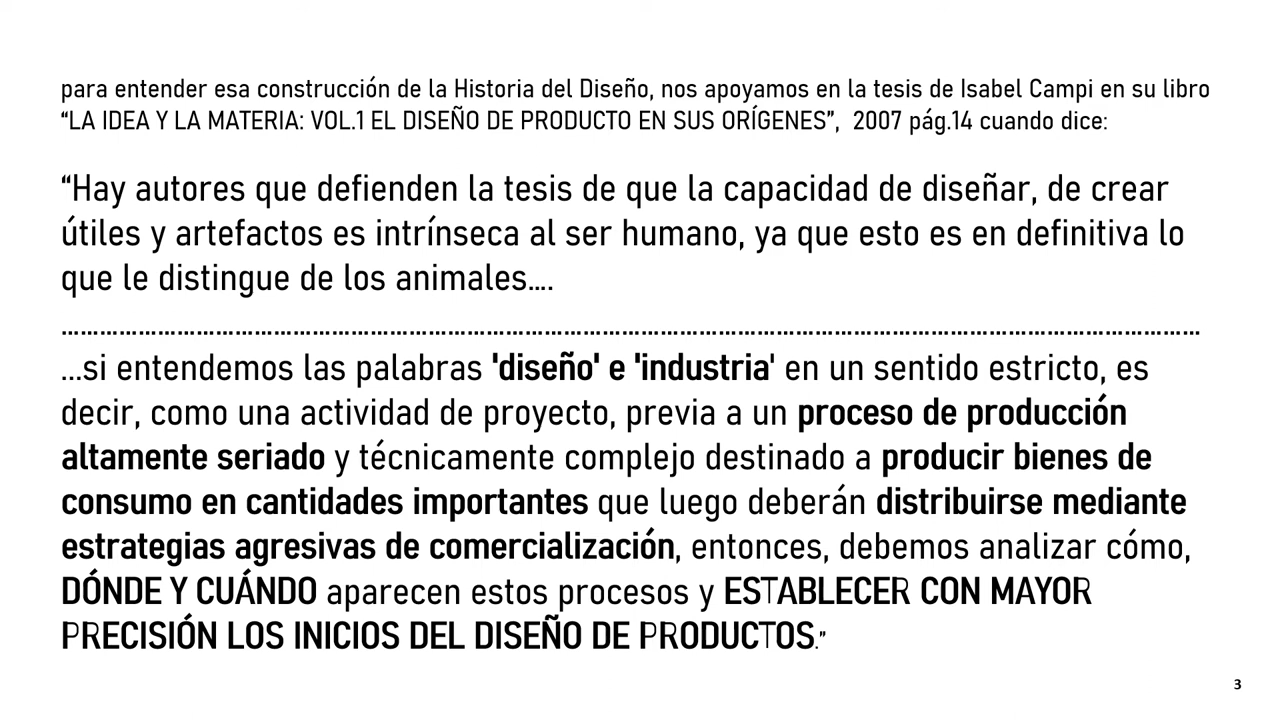 para entender esa construcción de la Historia del Diseño, nos apoyamos en la tesis de Isabel Campi en su libro
“LA IDEA Y LA MATERIA: VOL.1 EL DISEÑO DE PRODUCTO EN SUS ORÍGENES”, 2007 pág.14 cuando dice:
“Hay autores que defienden la tesis de que la capacidad de diseñar, de crear
útiles y artefactos es intrínseca al ser humano, ya que esto es en definitiva lo
que le distingue de los animales….
…………………………………………………………………………………………………………………
…si entendemos las palabras 'diseño' e 'industria' en un sentido estricto, es
decir, como una actividad de proyecto, previa a un proceso de producción
altamente seriado y técnicamente complejo destinado a producir bienes de
consumo en cantidades importantes que luego deberán distribuirse mediante
estrategias agresivas de comercialización, entonces, debemos analizar cómo,
DÓNDE Y CUÁNDO aparecen estos procesos y ESTABLECER CON MAYOR
PRECISIÓN LOS INICIOS DEL DISEÑO DE PRODUCTOS.”
3